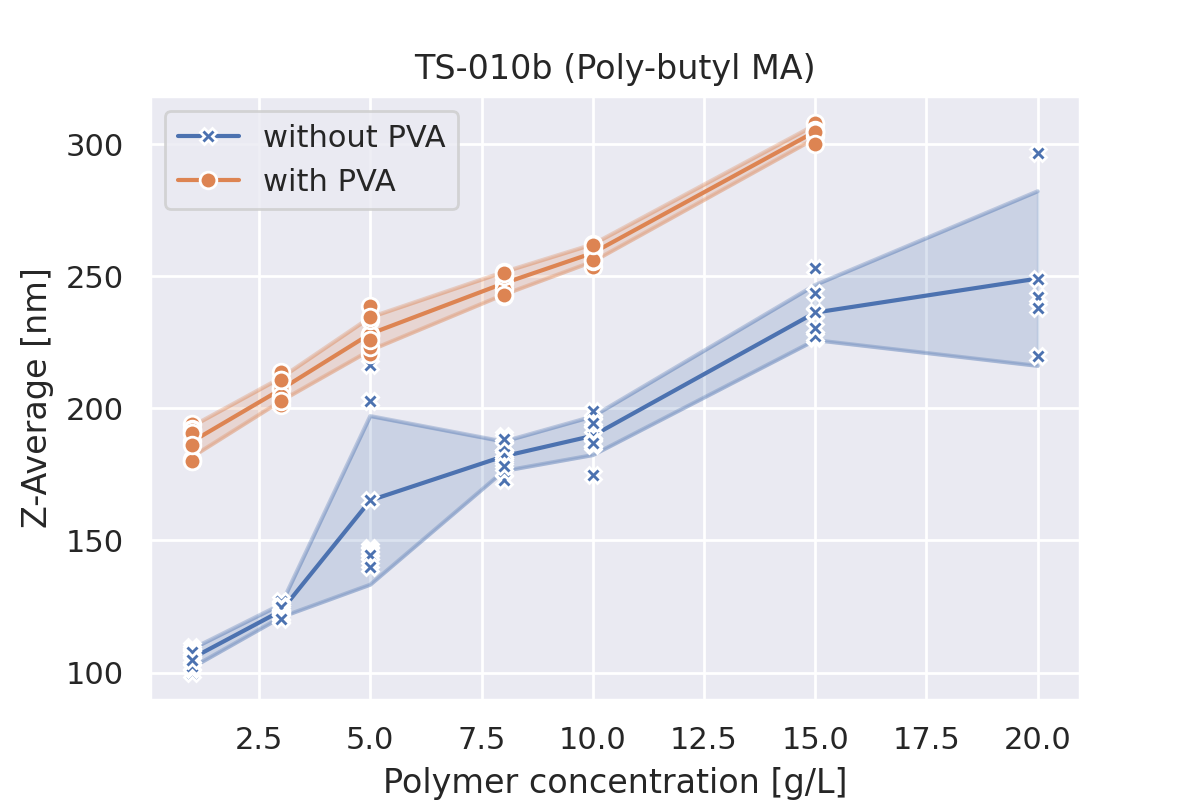 TS-010b (Poly-butyl MA)
without PVA
with PVA
Z-Average [nm]
300
250
200
150
100
2.5 5.0 7.5 10.0 12.5 15.0 17.5 20.0
Polymer concentration [g/L]